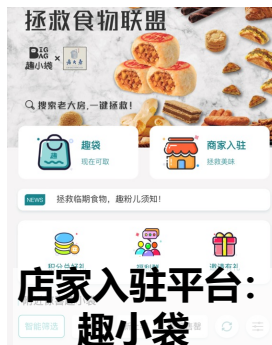 拯救食物联盟
BIG BAG
趣小袋
×
搜索老大房,一键拯救!
趣袋
现在可取
商家入驻
拯救美味
NEWS
拯救临期食物，趣粉儿须知!
店家入驻平台：
趣小袋
智能筛选